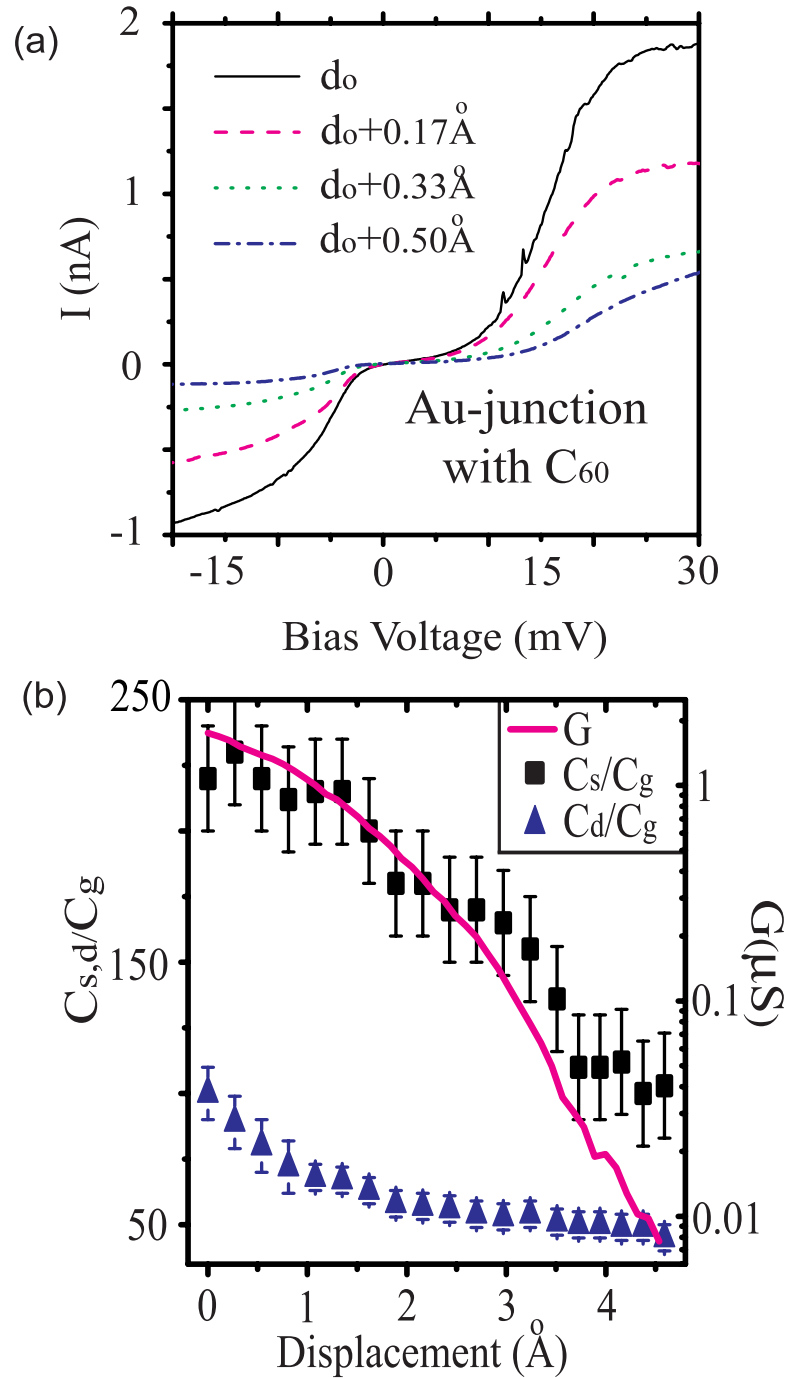 (a)
2
1
0
-1
I (nA)
do
do+0.17Å
do+0.33Å
do+0.50Å
Au-junction
with C60
-15 0 15 30
Bias Voltage (mV)
(b)
250
150
50
Cs,d/Cg
G
Cs/Cg
Cd/Cg
1
0.1
0.01
G(μS)
0 1 2 3 4
Displacement (Å)